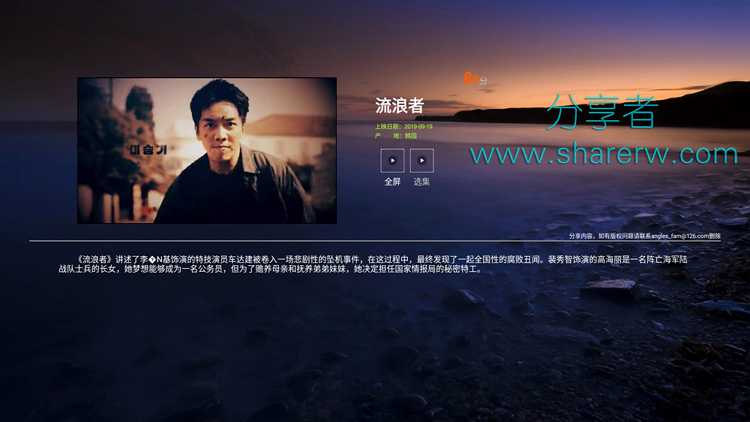 分
流浪者
分享者
上映日期：2019-09-15
产　　地：韩国
www.sharerw.com
이승기
全屏
选集
分享内容，如有版权问题请联系angles_fam@126.com删除
《流浪者》讲述了李�N基饰演的特技演员车达建被卷入一场悲剧性的坠机事件，在这过程中，最终发现了一起全国性的腐败丑闻。裴秀智饰演的高海丽是一名阵亡海军陆
战队士兵的长女，她梦想能够成为一名公务员，但为了赡养母亲和抚养弟弟妹妹，她决定担任国家情报局的秘密特工。